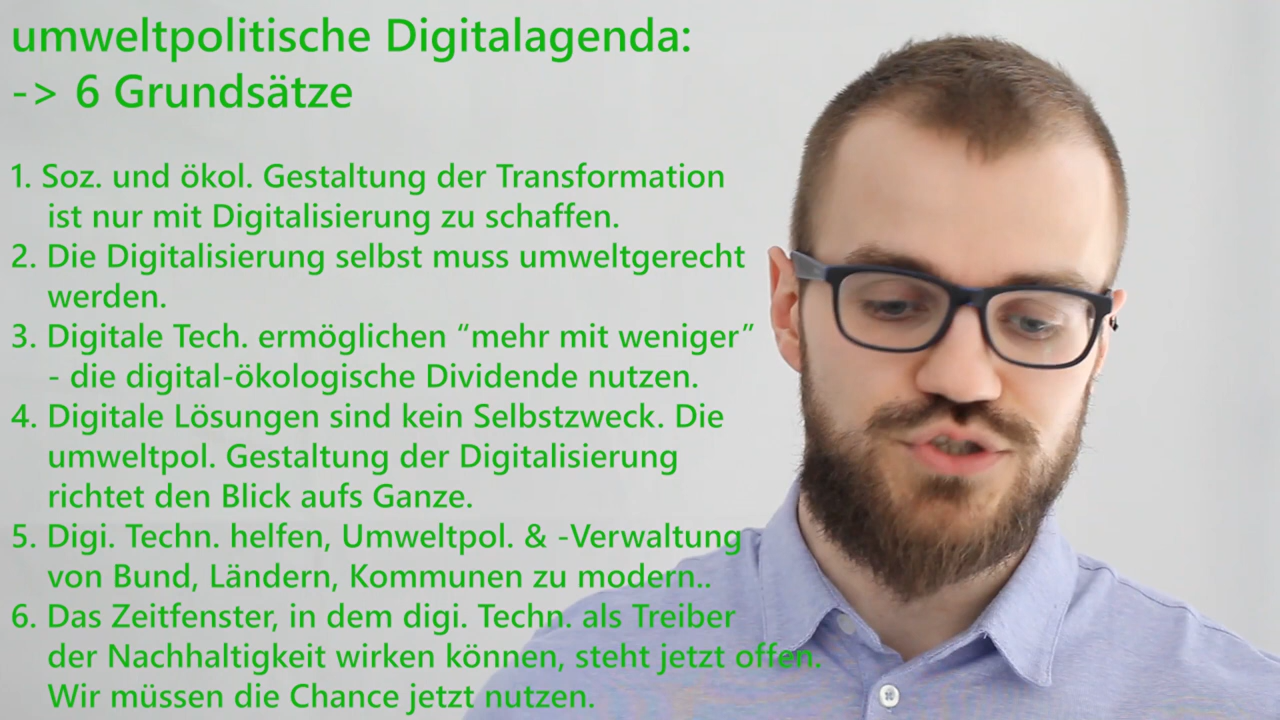 umweltpolitische Digitalagenda:
-> 6 Grundsätze
1. Soz. und ökol. Gestaltung der Transformation
ist nur mit Digitalisierung zu schaffen.
2. Die Digitalisierung selbst muss umweltgerecht
werden.
3. Digitale Tech. ermöglichen “mehr mit weniger”
- die digital-ökologische Dividende nutzen.
4. Digitale Lösungen sind kein Selbstzweck. Die
umweltpol. Gestaltung der Digitalisierung
richtet den Blick aufs Ganze.
5. Digi. Techn. helfen, Umweltpol. & -Verwaltung
von Bund, Ländern, Kommunen zu modern..
6. Das Zeitfenster, in dem digi. Techn. als Treiber
der Nachhaltigkeit wirken können, steht jetzt offen.
Wir müssen die Chance jetzt nutzen.